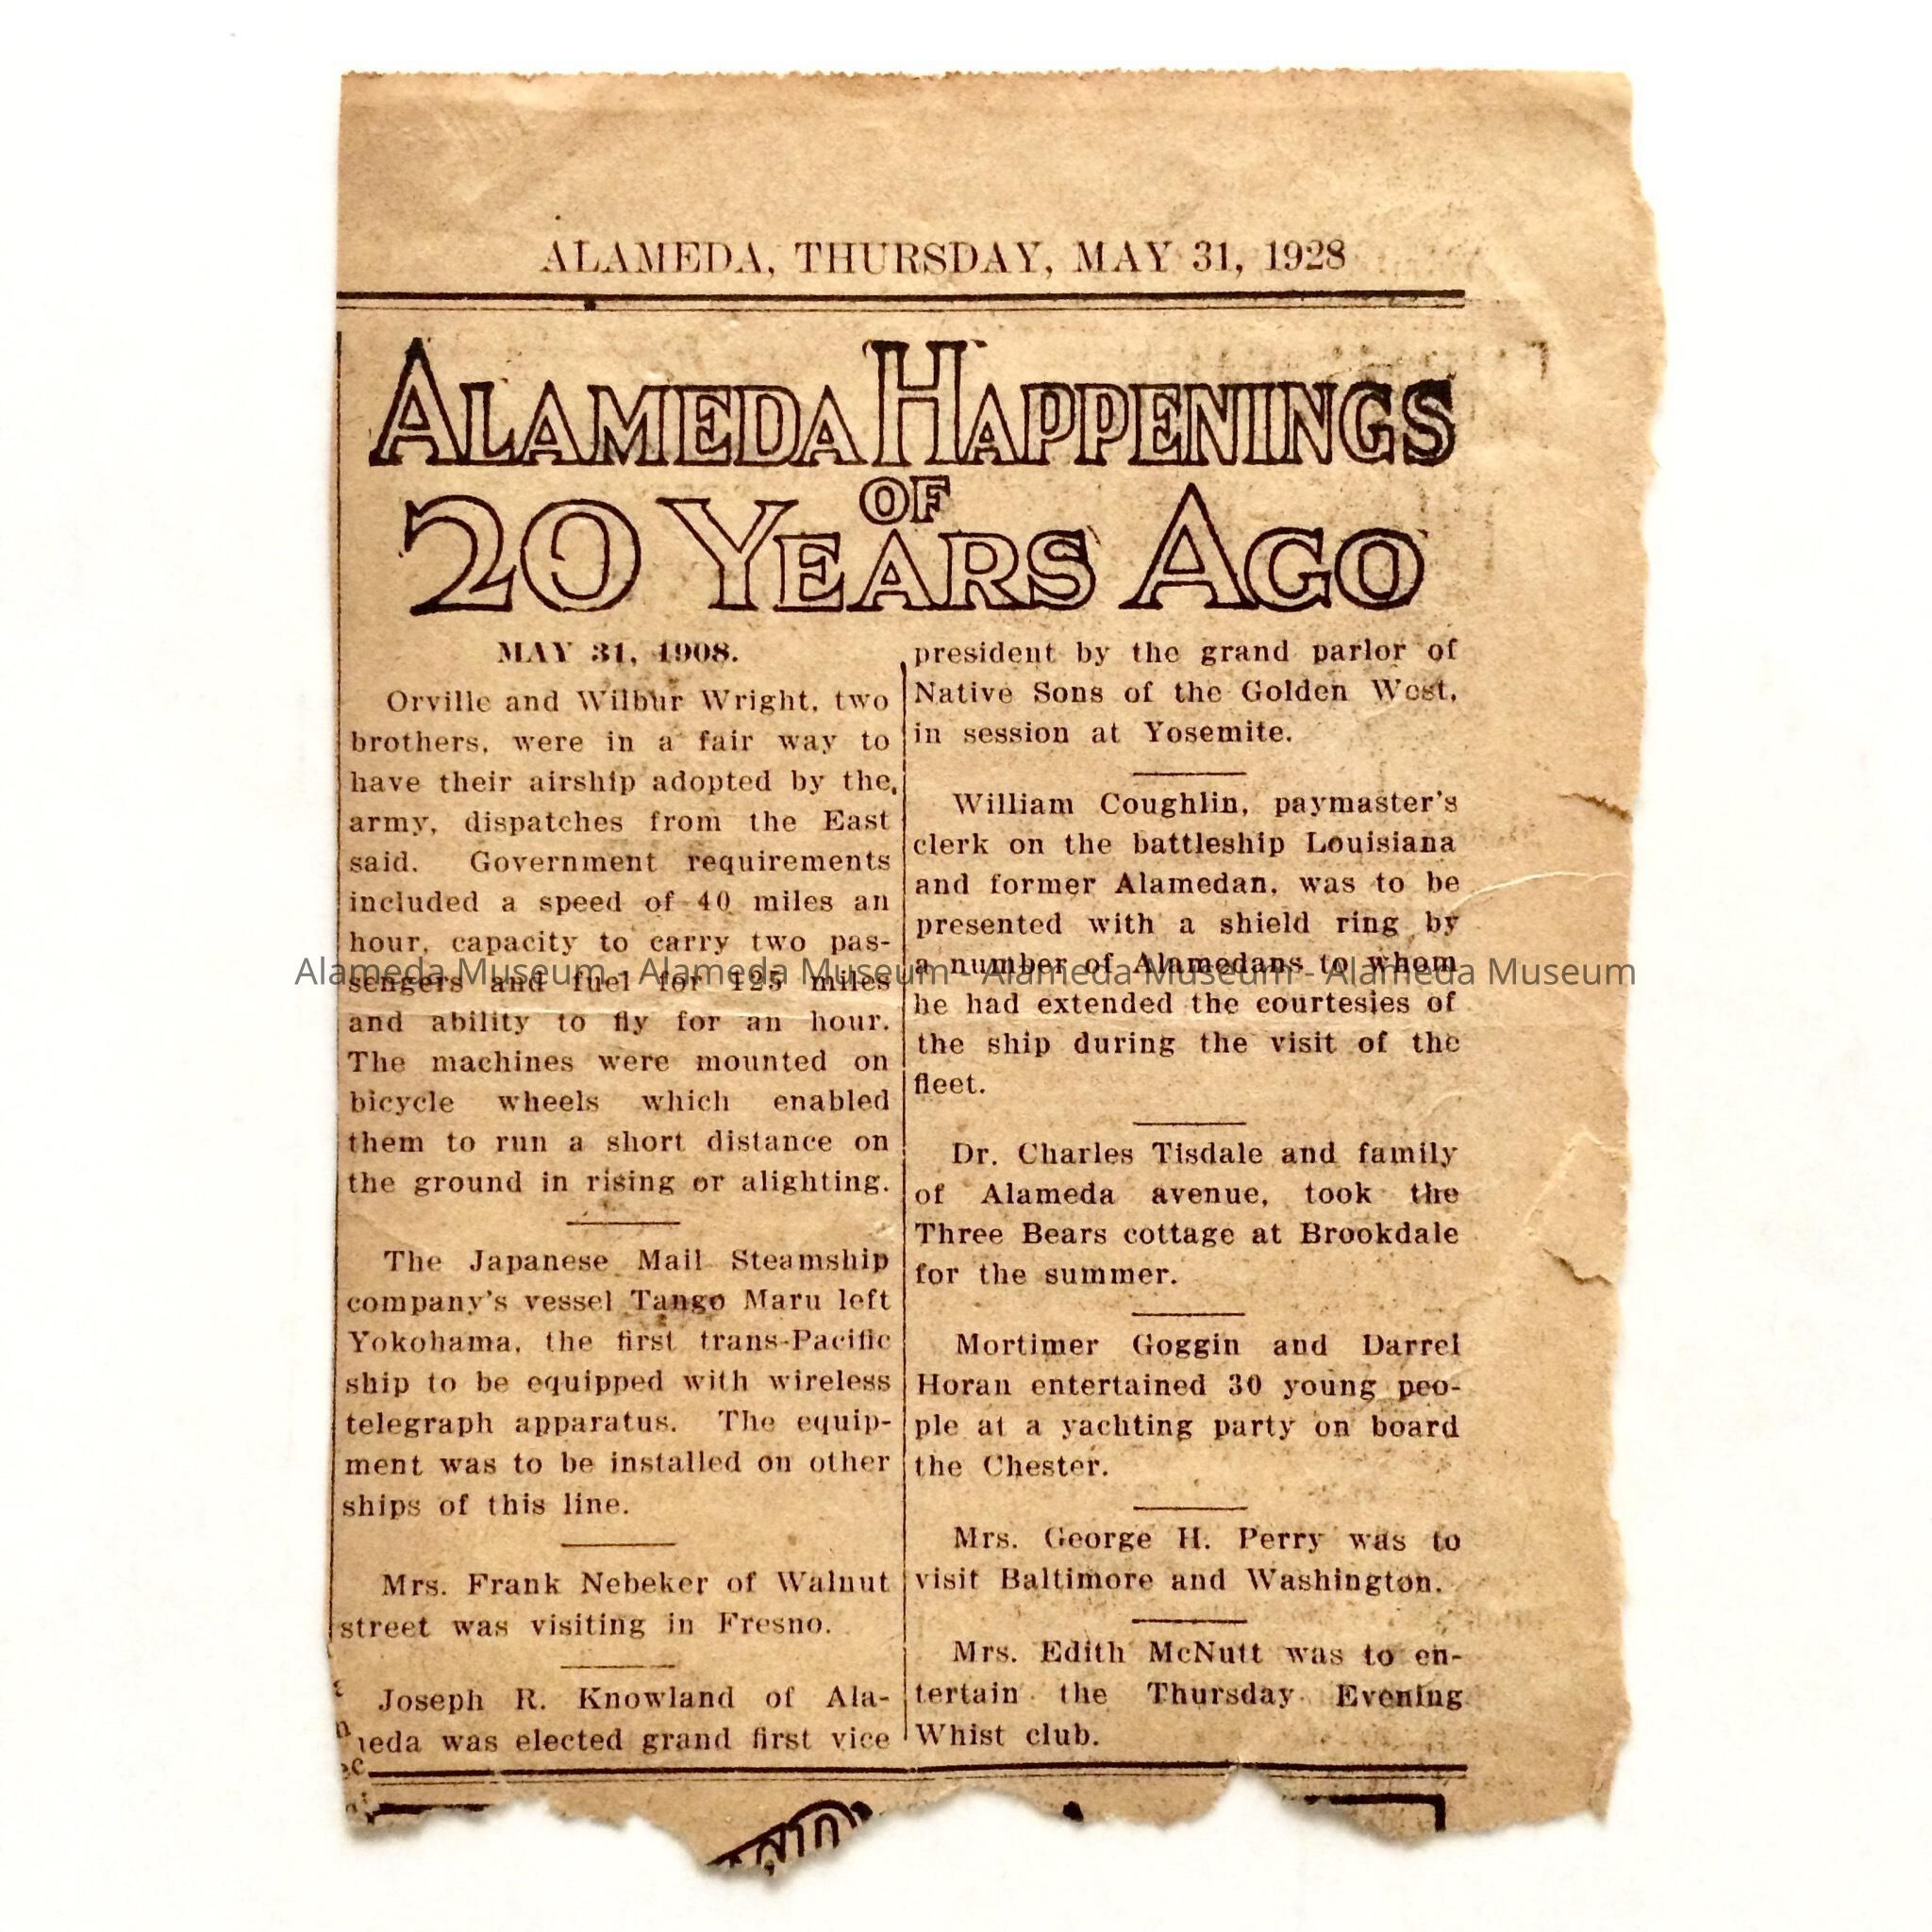 ALAMEDA, THURSDAY, MAY 31, 1928
ALAMEDA HAPPENINGS
OF
20 YEARS AGO
MAY 31, 1908.
Orville and Wilbur Wright, two
brothers, were in a fair way to
have their airship adopted by the
army, dispatches from the East
said. Government requirements
included a speed of 40 miles an
hour, capacity to carry two pas-
sengers and fuel for 125 miles
and ability to fly for an hour.
The machines were mounted on
bicycle wheels which enabled
them to run a short distance on
the ground in rising or alighting.
The Japanese Mail Steamship
company's vessel Tango Maru left
Yokohama, the first trans-Pacific
ship to be equipped with wireless
telegraph apparatus. The equip-
ment was to be installed on other
ships of this line.
Mrs. Frank Nebeker of Walnut
street was visiting in Fresno.
Joseph R. Knowland of Ala-
meda was elected grand first vice
president by the grand parlor of
Native Sons of the Golden West,
in session at Yosemite.
William Coughlin, paymaster's
clerk on the battleship Louisiana
and former Alamedan, was to be
presented with a shield ring by
a number of Alamedans to whom
he had extended the courtesies of
the ship during the visit of the
fleet.
Dr. Charles Tisdale and family
of Alameda avenue, took the
Three Bears cottage at Brookdale
for the summer.
Mortimer Goggin and Darrel
Horan entertained 30 young peo-
ple at a yachting party on board
the Chester.
Mrs. George H. Perry was to
visit Baltimore and Washington.
Mrs. Edith McNutt was to en-
tertain the Thursday Evening
Whist club.
Alameda Museum - Alameda Museum - Alameda Museum - Alameda Museum